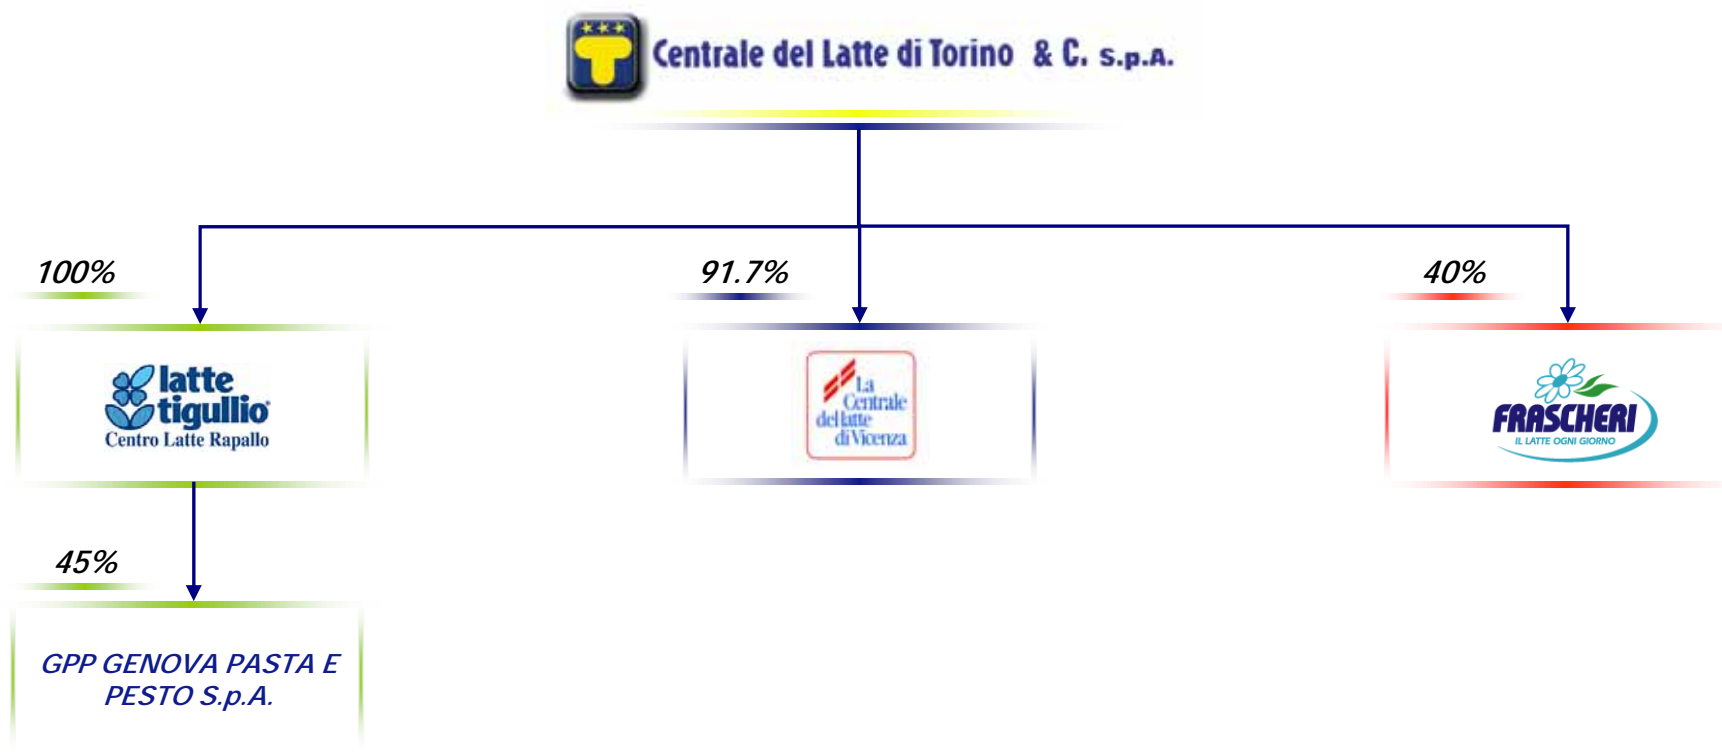 Centrale del Latte di Torino & C. S.p.A.
100%
91.7%
40%
latte
tigullio
Centro Latte Rapallo
La
Centrale
del latte
di Vicenza
FRASCHERI
IL LATTE OGNI GIORNO
45%
GPP GENOVA PASTA E
PESTO S.p.A.